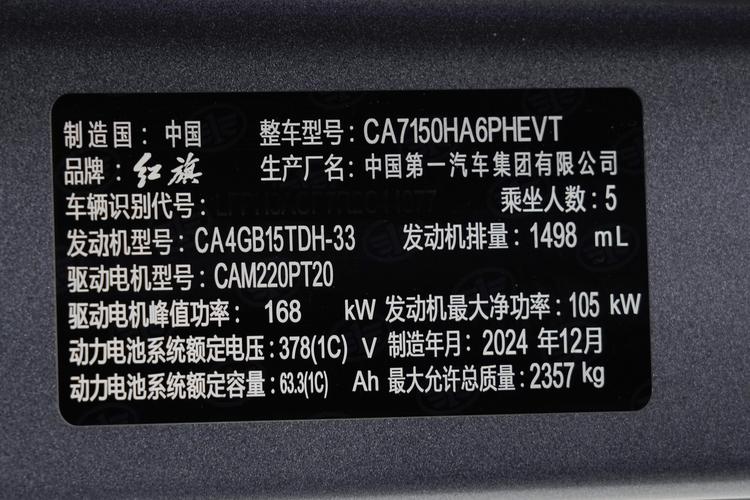 制造国：中国 整车型号：CA7150HA6PHEVT
品牌：红旗 生产厂名：中国第一汽车集团有限公司
车辆识别代号： 乘坐人数：5
发动机型号：CA4GB15TDH-33 发动机排量：1498 mL
驱动电机型号：CAM220PT20
驱动电机峰值功率：168 kW 发动机最大净功率：105 kW
动力电池系统额定电压：378(1C) V 制造年月：2024 年12月
动力电池系统额定容量：63.3(1C) Ah 最大允许总质量：2357 kg